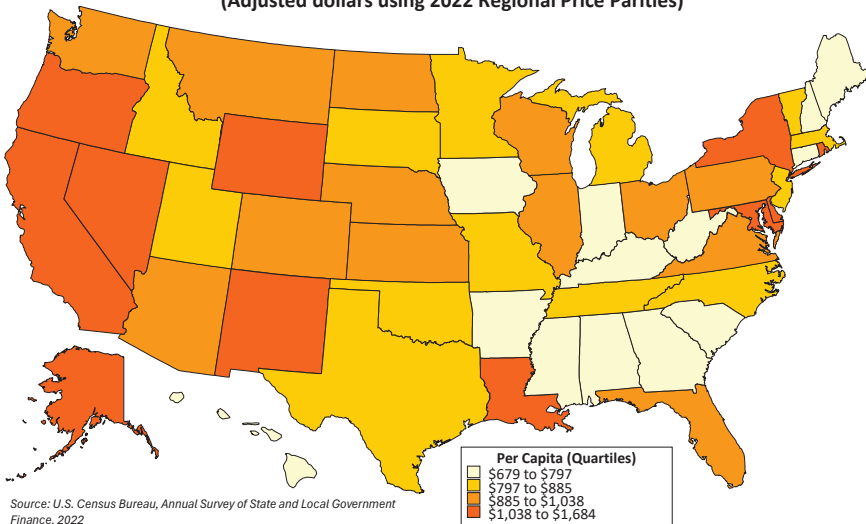 (Adjusted dollars using 2022 Regional Price Parities)
Per Capita (Quartiles)
$679 to $797
$797 to $885
$885 to $1,038
$1,038 to $1,684
Source: U.S. Census Bureau, Annual Survey of State and Local Government
Finance, 2022